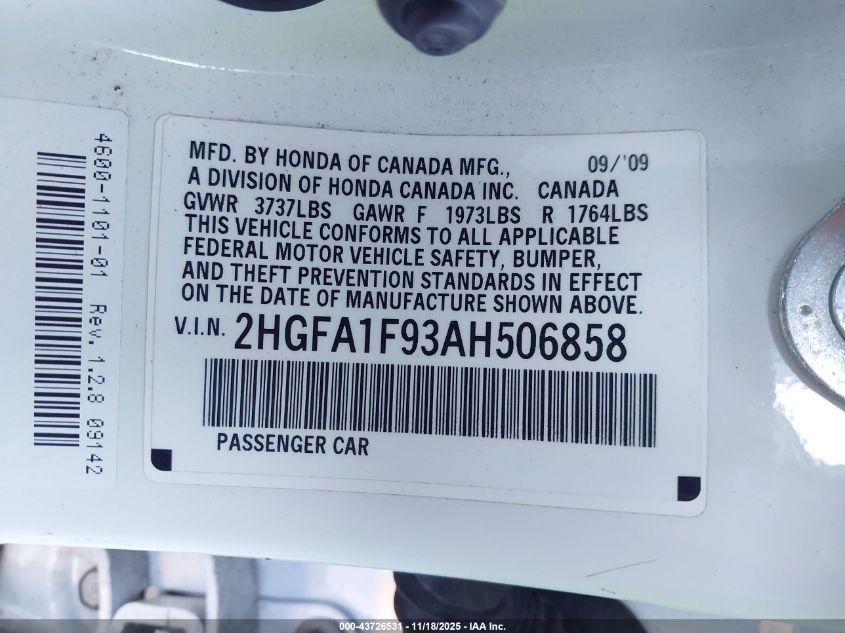 MFD. BY HONDA OF CANADA MFG., 09/'09
A DIVISION OF HONDA CANADA INC. CANADA
GVWR 3737LBS GAWR F 1973LBS R 1764LBS
THIS VEHICLE CONFORMS TO ALL APPLICABLE
FEDERAL MOTOR VEHICLE SAFETY, BUMPER,
AND THEFT PREVENTION STANDARDS IN EFFECT
ON THE DATE OF MANUFACTURE SHOWN ABOVE.
V.I.N. 2HGFA1F93AH506858
PASSENGER CAR
4600-1101-01 Rev. 1.2.8 09142
000-43726531 - 11/18/2025 - IAA Inc.